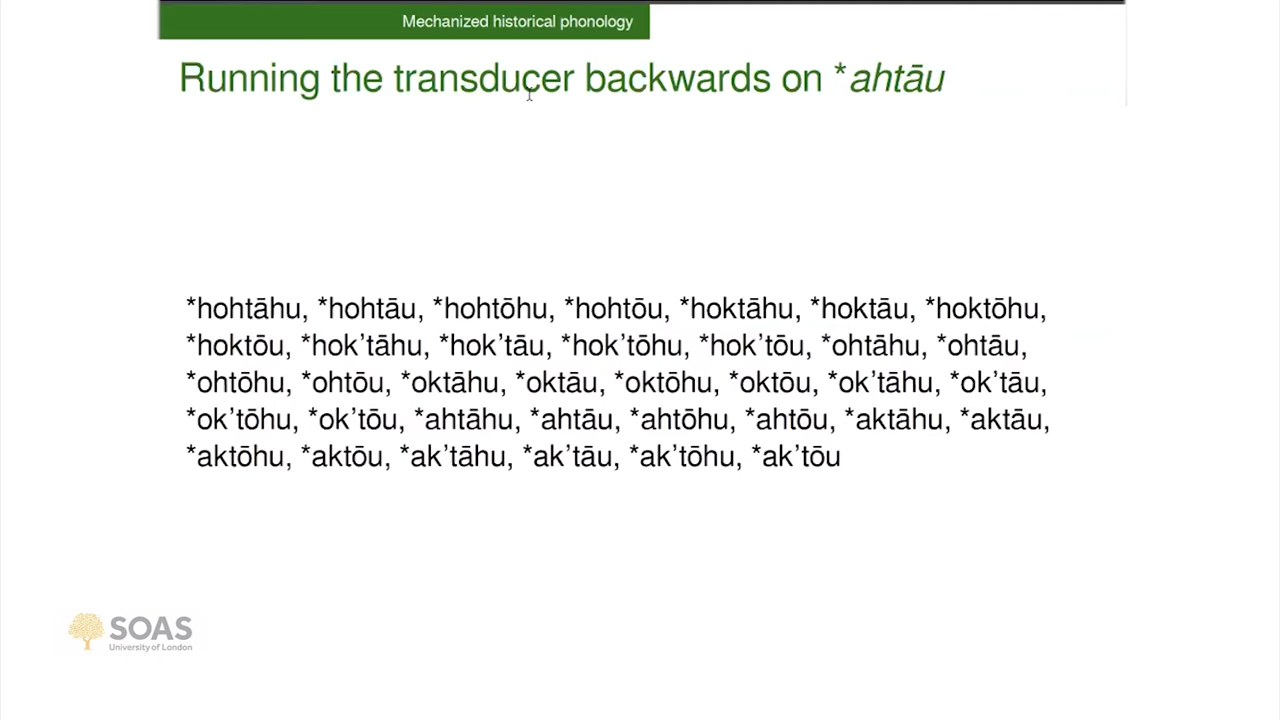 Mechanized historical phonology
Running the transducer backwards on *ahtāu
*hohtāhu, *hohtāu, *hohtōhu, *hohtōu, *hoktāhu, *hoktāu, *hoktōhu,
*hoktōu, *hok’tāhu, *hok’tāu, *hok’tōhu, *hok’tōu, *ohtāhu, *ohtāu,
*ohtōhu, *ohtōu, *oktāhu, *oktāu, *oktōhu, *oktōu, *ok’tāhu, *ok’tāu,
*ok’tōhu, *ok’tōu, *ahtāhu, *ahtāu, *ahtōhu, *ahtōu, *aktāhu, *aktāu,
*aktōhu, *aktōu, *ak’tāhu, *ak’tāu, *ak’tōhu, *ak’tōu
SOAS
University of London